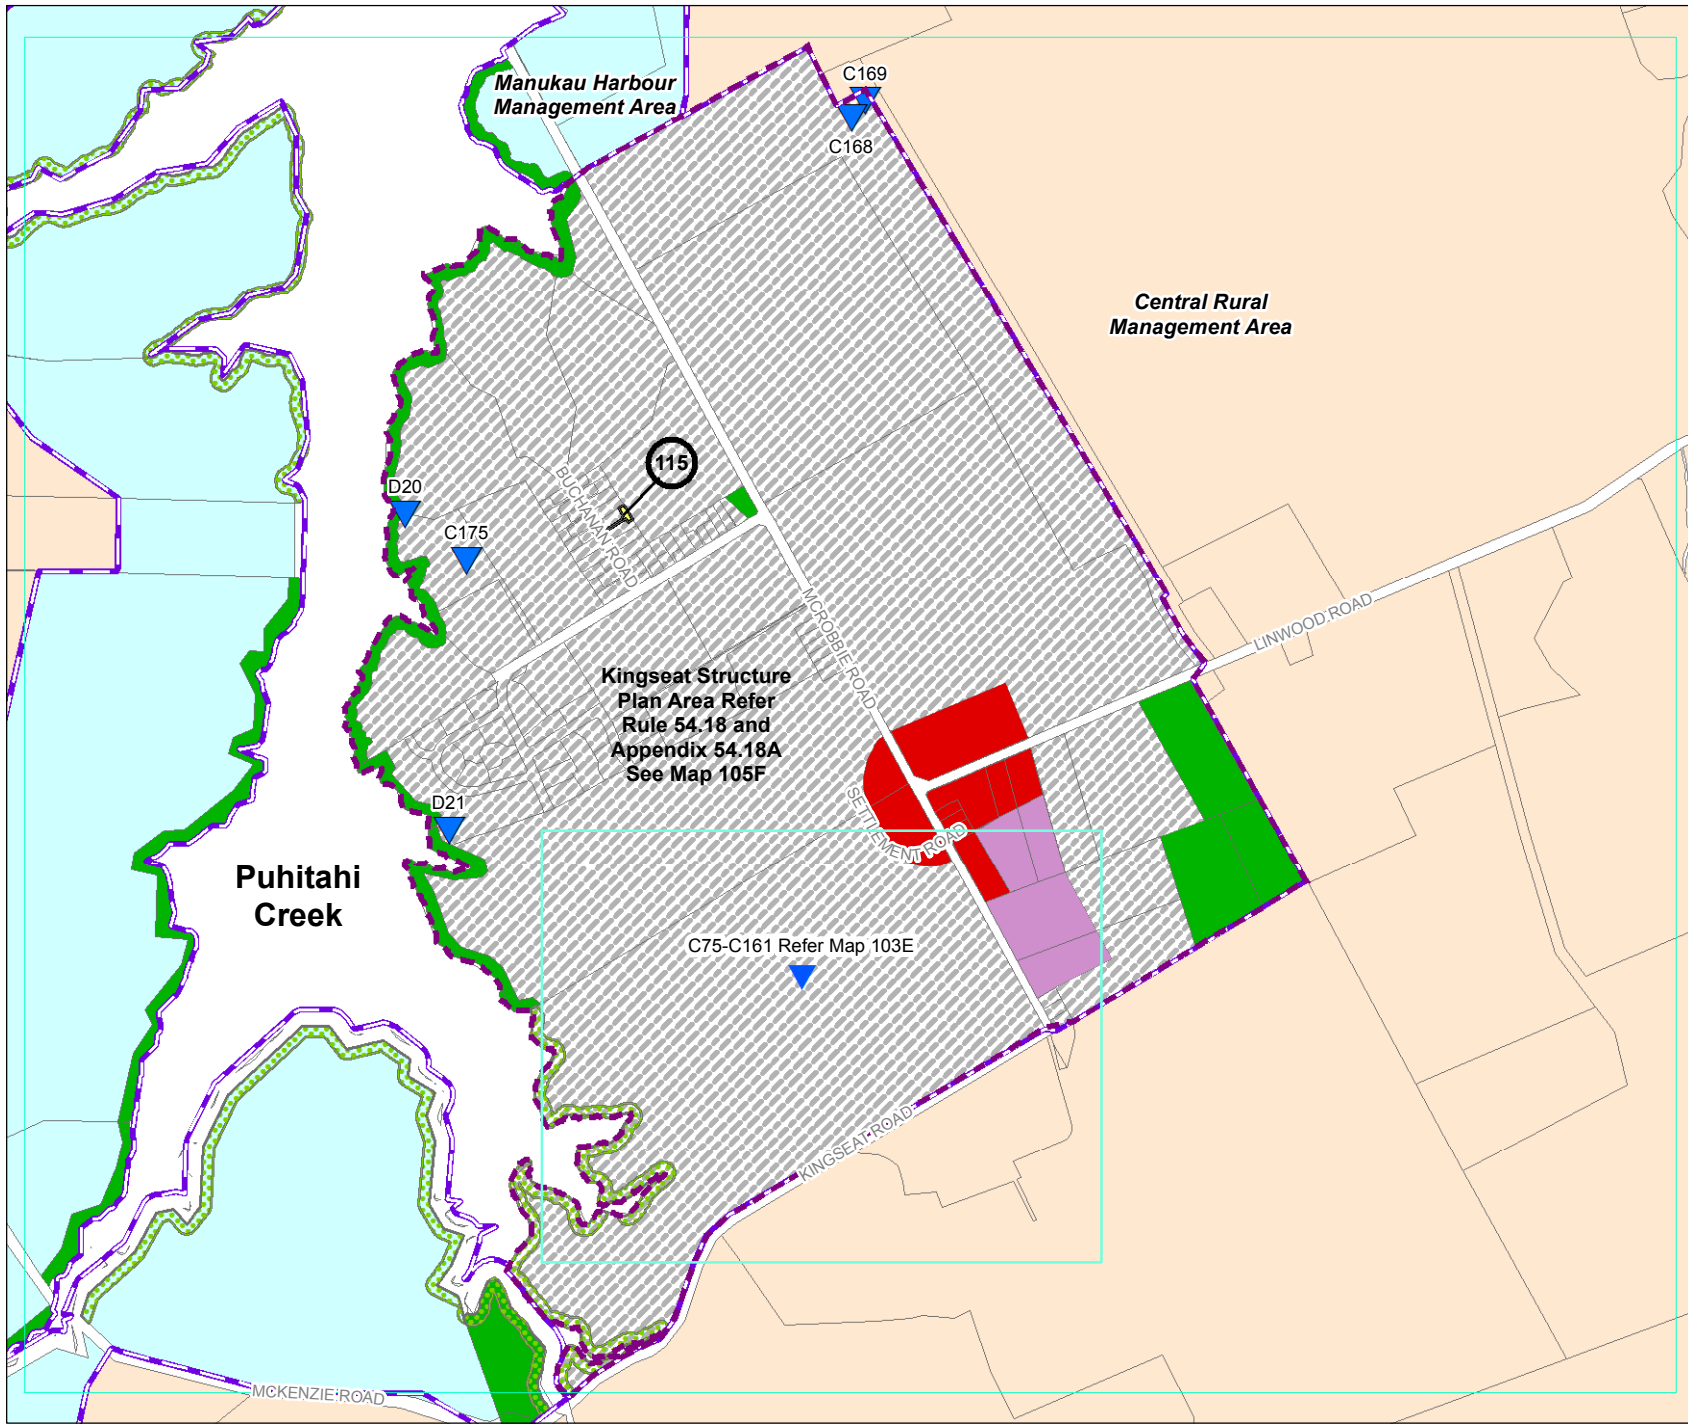 C169
Manukau Harbour
Management Area
C168
Central Rural
Management Area
115
D20
BUCHANAN ROAD
C175
MCROBBIE ROAD
LINWOOD ROAD
Kingseat Structure
Plan Area Refer
Rule 54.18 and
Appendix 54.18A
See Map 105F
D21
SETTLEMENT ROAD
Puhitahi
Creek
C75-C161 Refer Map 103E
KINGSEAT ROAD
MCKENZIE ROAD